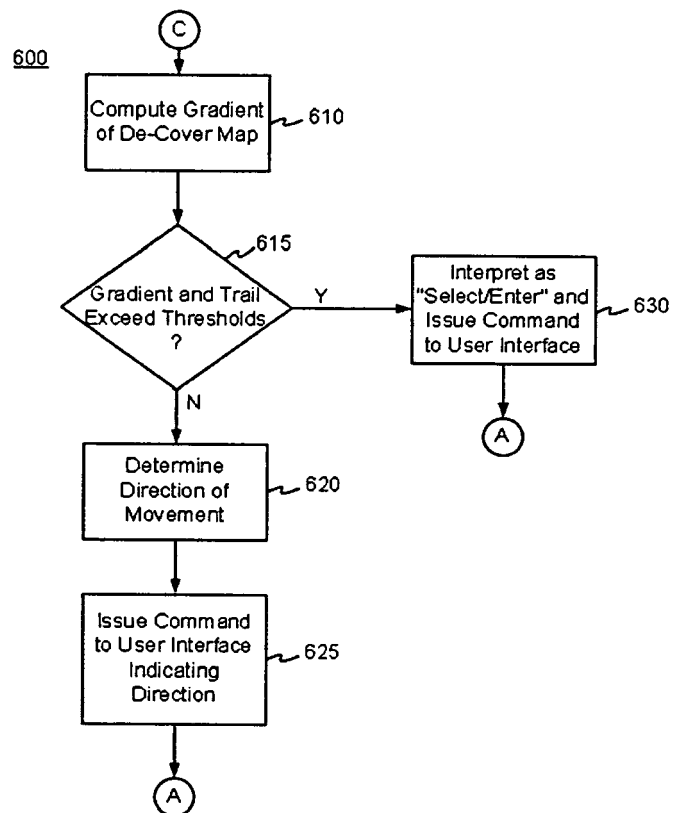 C
600
Compute Gradient
of De-Cover Map
610
615
Gradient and Trail
Exceed Thresholds
?
Y
Interpret as
"Select/Enter" and
Issue Command
to User Interface
630
A
N
Determine
Direction of
Movement
620
Issue Command
to User Interface
Indicating
Direction
625
A